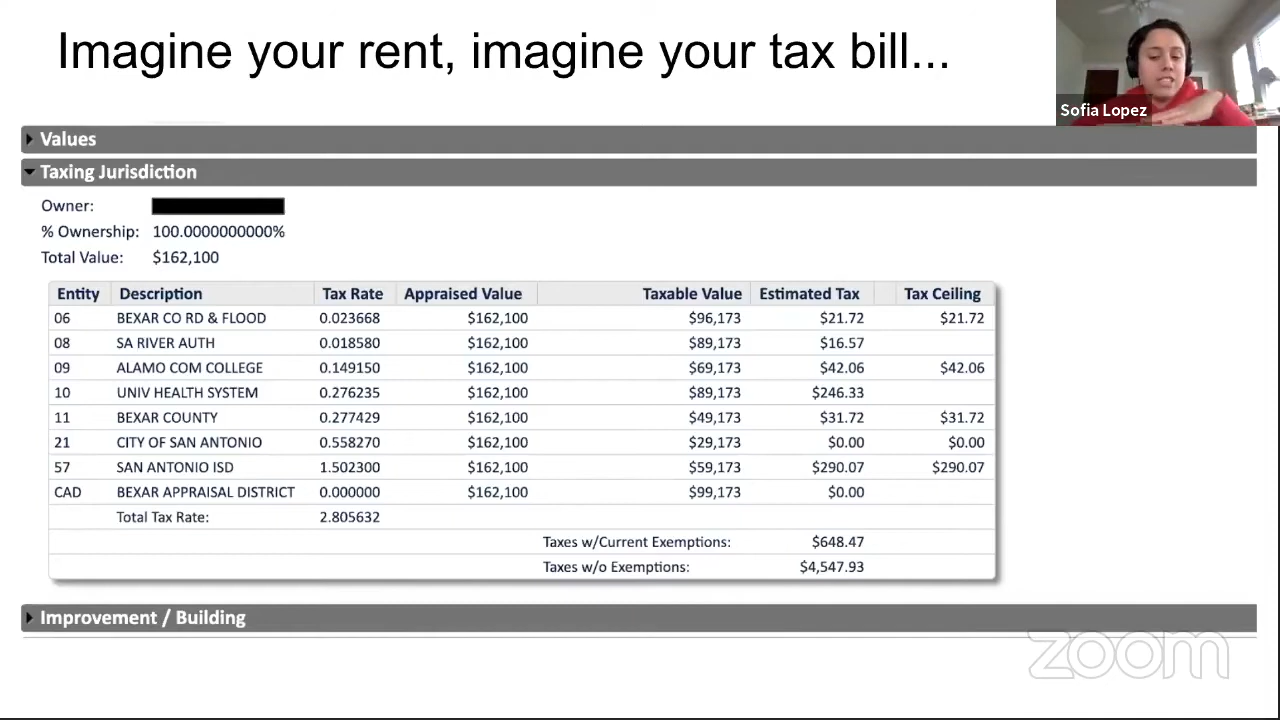 Imagine your rent, imagine your tax bill...
Sofia Lopez
Values
Taxing Jurisdiction
Owner:
% Ownership: 100.0000000000%
Total Value: $162,100
Entity Description Tax Rate Appraised Value Taxable Value Estimated Tax Tax Ceiling
06 BEXAR CO RD & FLOOD 0.023668 $162,100 $96,173 $21.72 $21.72
08 SA RIVER AUTH 0.018580 $162,100 $89,173 $16.57
09 ALAMO COM COLLEGE 0.149150 $162,100 $69,173 $42.06 $42.06
10 UNIV HEALTH SYSTEM 0.276235 $162,100 $89,173 $246.33
11 BEXAR COUNTY 0.277429 $162,100 $49,173 $31.72 $31.72
21 CITY OF SAN ANTONIO 0.558270 $162,100 $29,173 $0.00 $0.00
57 SAN ANTONIO ISD 1.502300 $162,100 $59,173 $290.07 $290.07
CAD BEXAR APPRAISAL DISTRICT 0.000000 $162,100 $99,173 $0.00
Total Tax Rate: 2.805632
Taxes w/Current Exemptions: $648.47
Taxes w/o Exemptions: $4,547.93
Improvement / Building
zoom